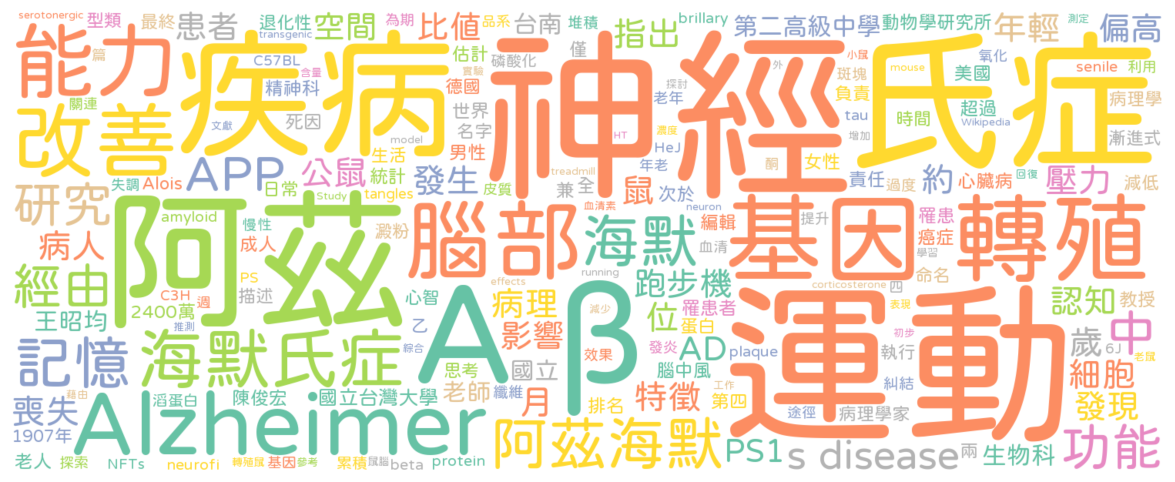 serotonergic 型類 最終 患者 退化性 空間 為期 比值 品系 台南 堆積 指出 brillary 第二高級中學 動物學研究所 年輕 偏高
能力 疾病 神經 氏症
篇 transgenic C57BL 含量 估計 磷酸化 僅 斑塊 小鼠 外 氧化 mouse 美國 senile 利用 測定
關連 精神科 實驗 德國 老年 探討 負責 病理學
改善 文獻 死因 model 世界 名字 HT 濃度 HeJ tau 時間 超過 Wikipedia 漸進式
失調 Alois APP 公鼠 生活 統計 男性 treadmill 年老 酮 增加 女性
研究 Study 日常 tangles 發生 皮質 兼 全 鼠 次於 neuron 責任 過度 約 心臟病 回復 壓力 減低
阿茲 amyloid 慢性 成人 澱粉 腦部 海默 血清素 編輯 血清 基因 提升 罹患 癌症 學習 轉殖
病人 PS 描述 running 跑步機 corticosterone 命名
經由 C3H 週 2400萬 心智 effects 病理 罹患者 四 認知 教授
王昭均 推測 Aβ 減少 位 蛋白 運動 表現 中
記憶 海默氏症 乙 綜合 影響 發炎 AD 初步 執行 歲 6J 老鼠
藉由 思考 效果 腦中風 plaque 糾結 細胞
喪失 滔蛋白 陳俊宏 國立台灣大學 老師 纖維 國立 月 排名 特徵 第四 工作 途徑 病理學家 發現
1907年 Alzheimer 阿茲海默 PS1 s disease 兩 生物科 功能
老人 探索 NFTs neurofi 轉殖鼠 基因 參考 累積 鼠腦 beta protein